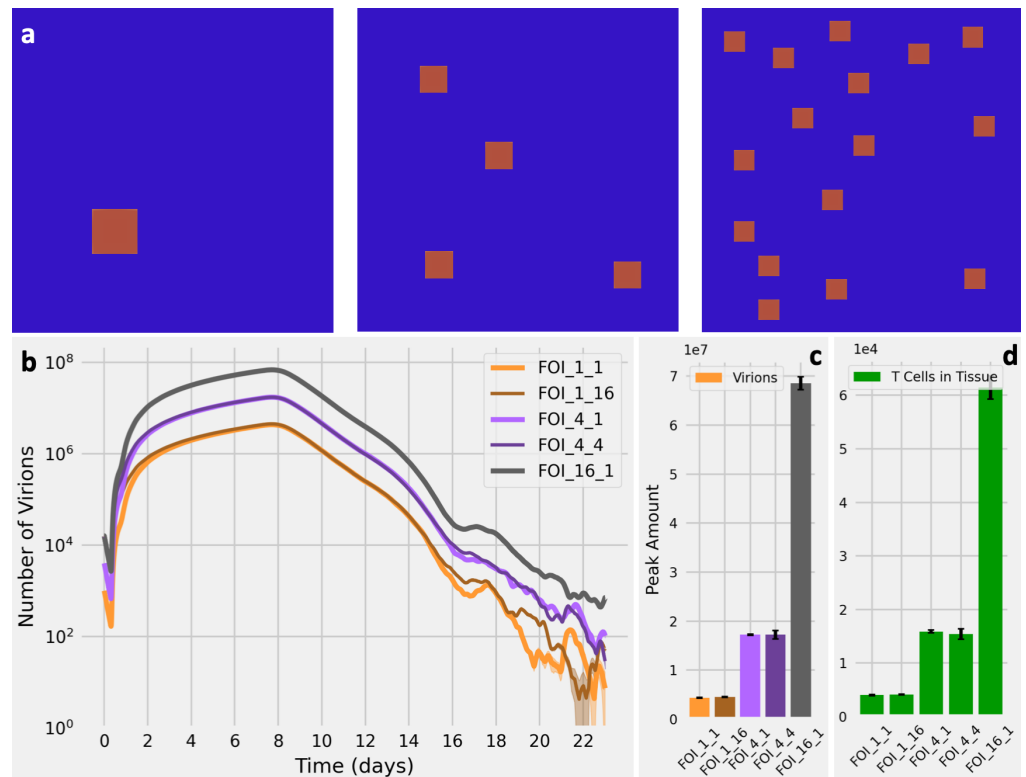 a
b
10^8
10^6
10^4
10^2
10^0
Number of Virions
0 2 4 6 8 10 12 14 16 18 20 22
Time (days)
FOI_1_1
FOI_1_16
FOI_4_1
FOI_4_4
FOI_16_1
c
1e7
Virions
7
6
5
4
3
2
1
0
Peak Amount
FOI_1_1
FOI_1_16
FOI_4_1
FOI_4_4
FOI_16_1
d
1e4
T Cells in Tissue
6
5
4
3
2
1
0
FOI_1_1
FOI_1_16
FOI_4_1
FOI_4_4
FOI_16_1